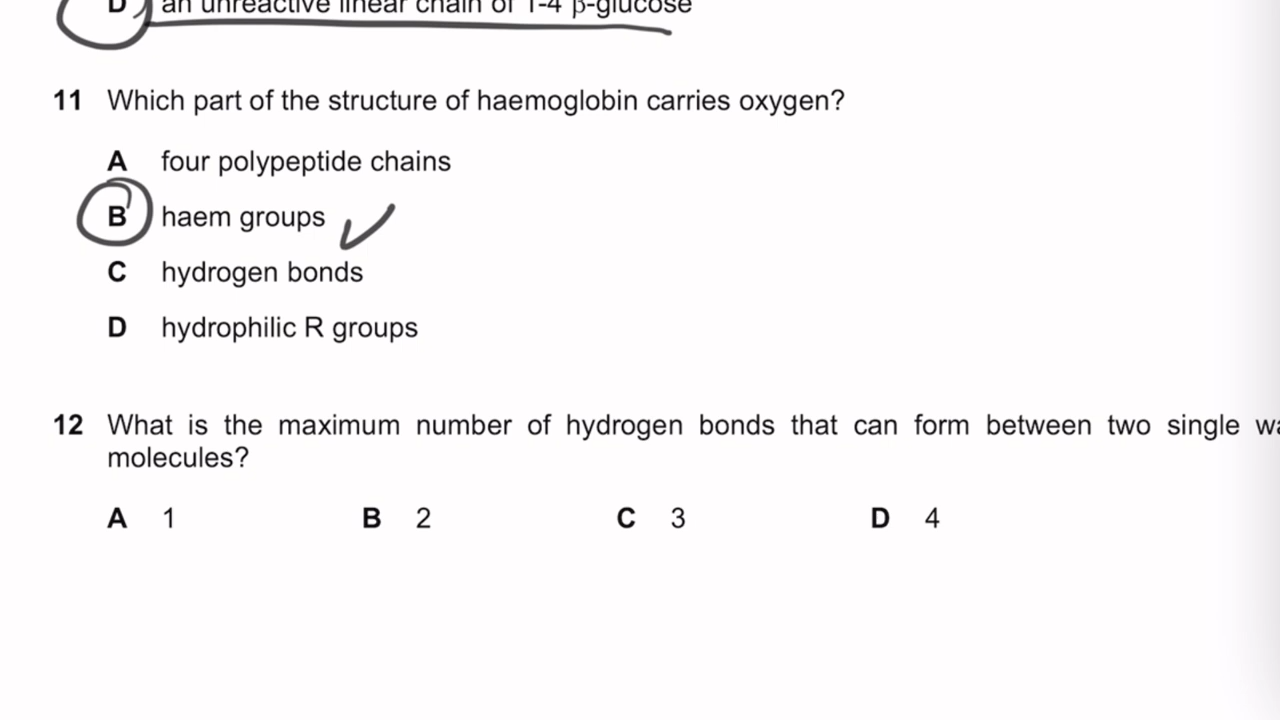 D an unreactive linear chain of 1-4 β-glucose
11 Which part of the structure of haemoglobin carries oxygen?
A four polypeptide chains
B haem groups
C hydrogen bonds
D hydrophilic R groups
12 What is the maximum number of hydrogen bonds that can form between two single
molecules?
A 1 B 2 C 3 D 4